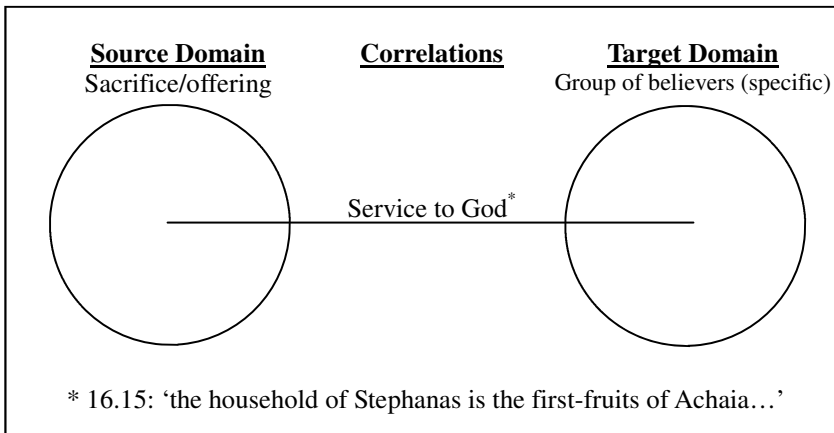 Source Domain Correlations Target Domain
Sacrifice/offering Group of believers (specific)
Service to God*
* 16.15: ‘the household of Stephanas is the first-fruits of Achaia…’